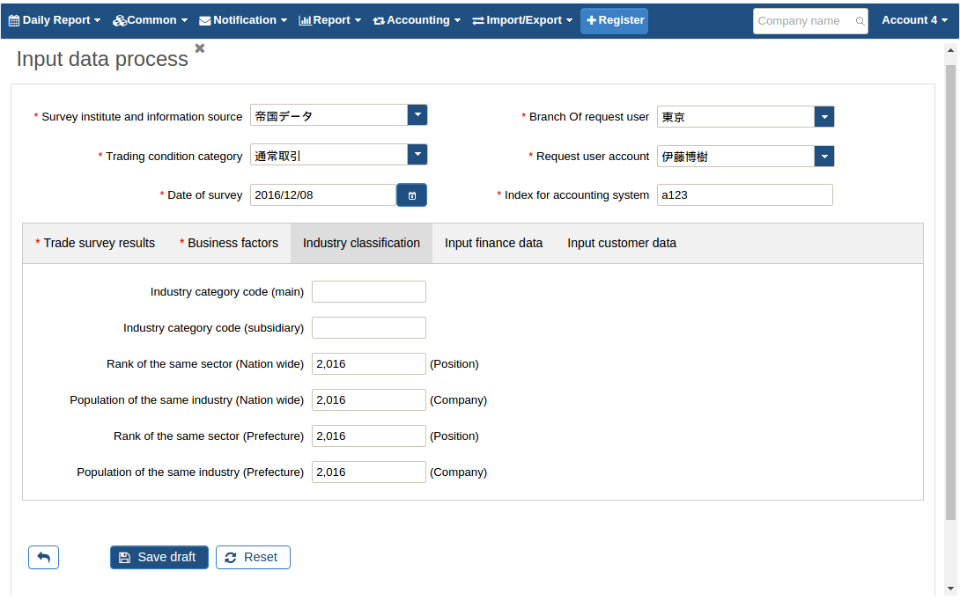 Daily Report Common Notification Report Accounting Import/Export Register Company name Account 4
Input data process
* Survey institute and information source 帝国データ * Branch Of request user 東京
* Trading condition category 通常取引 * Request user account 伊藤博樹
* Date of survey 2016/12/08 * Index for accounting system a123
* Trade survey results * Business factors Industry classification Input finance data Input customer data
Industry category code (main)
Industry category code (subsidiary)
Rank of the same sector (Nation wide) 2,016 (Position)
Population of the same industry (Nation wide) 2,016 (Company)
Rank of the same sector (Prefecture) 2,016 (Position)
Population of the same industry (Prefecture) 2,016 (Company)
Save draft Reset